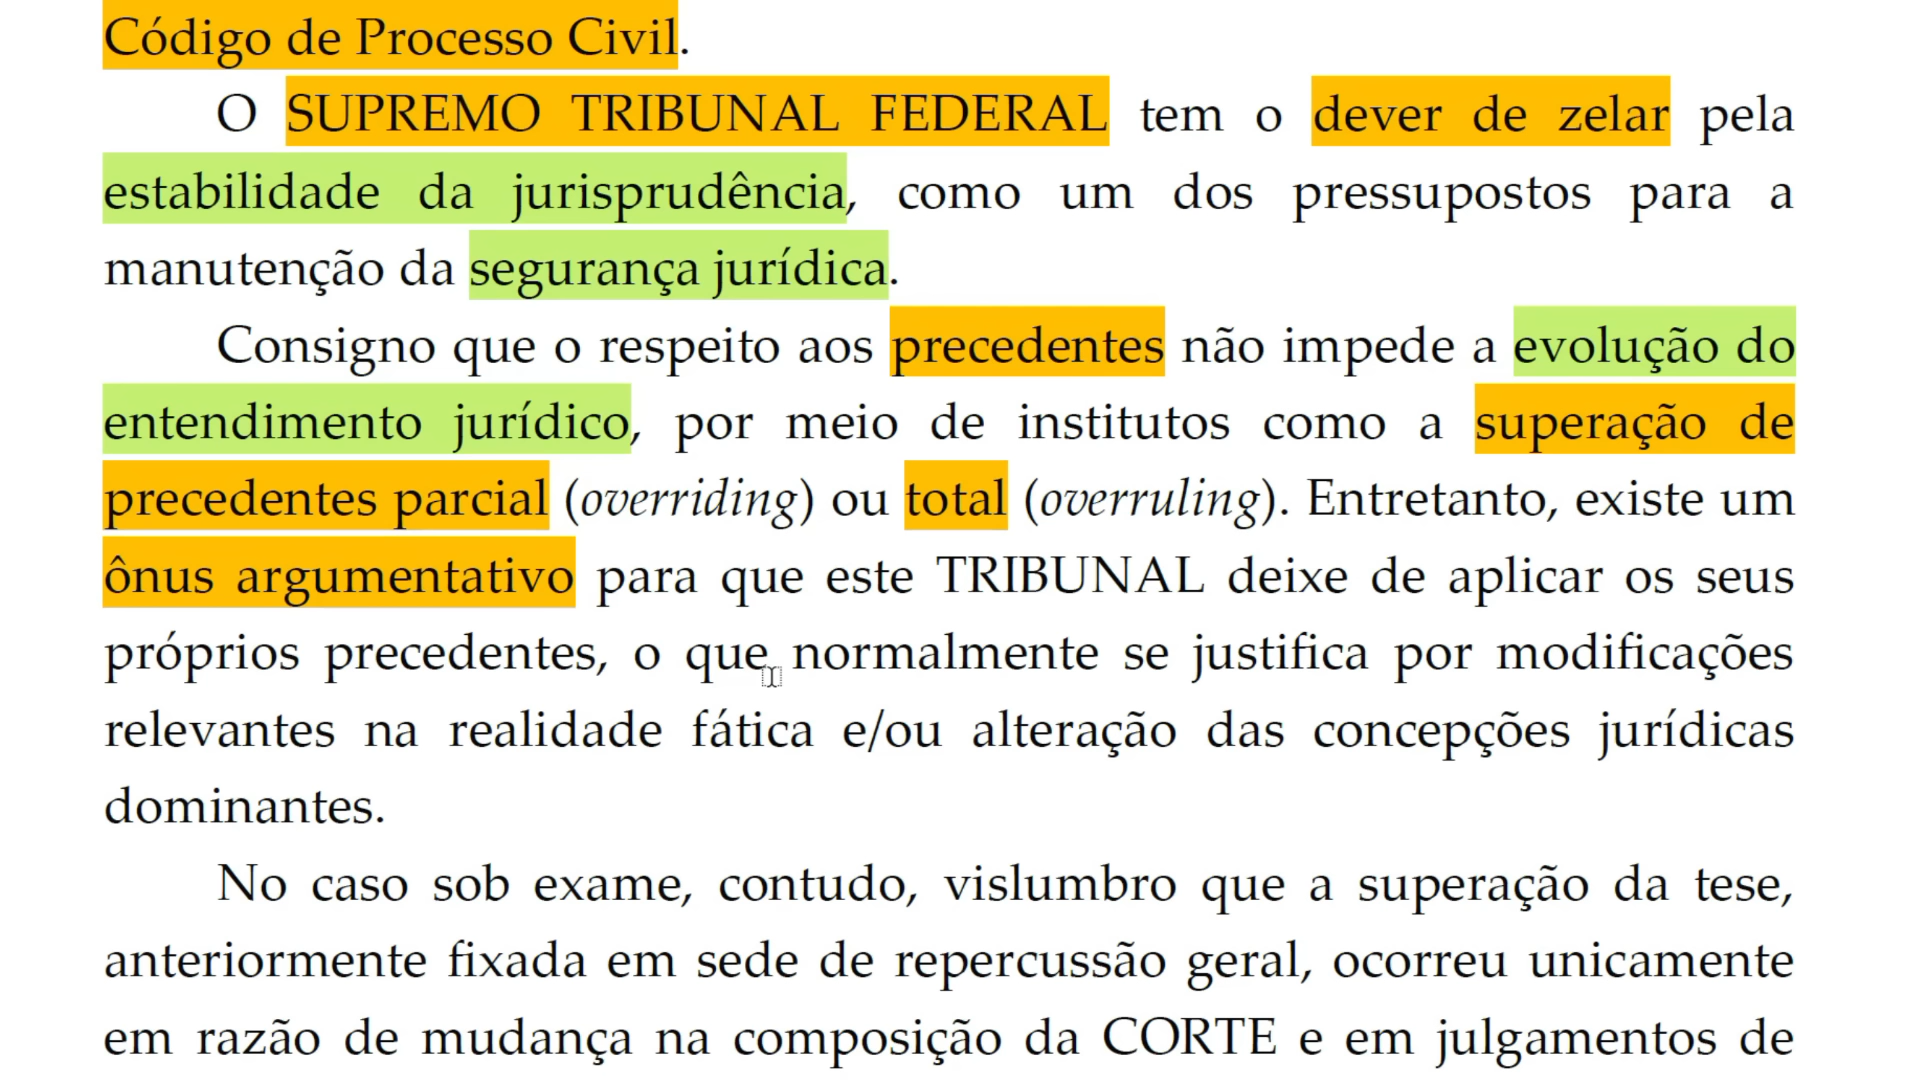 Código de Processo Civil.
O SUPREMO TRIBUNAL FEDERAL tem o dever de zelar pela
estabilidade da jurisprudência, como um dos pressupostos para a
manutenção da segurança jurídica.
Consigno que o respeito aos precedentes não impede a evolução do
entendimento jurídico, por meio de institutos como a superação de
precedentes parcial (overriding) ou total (overruling). Entretanto, existe um
ônus argumentativo para que este TRIBUNAL deixe de aplicar os seus
próprios precedentes, o que normalmente se justifica por modificações
relevantes na realidade fática e/ou alteração das concepções jurídicas
dominantes.
No caso sob exame, contudo, vislumbro que a superação da tese,
anteriormente fixada em sede de repercussão geral, ocorreu unicamente
em razão de mudança na composição da CORTE e em julgamentos de